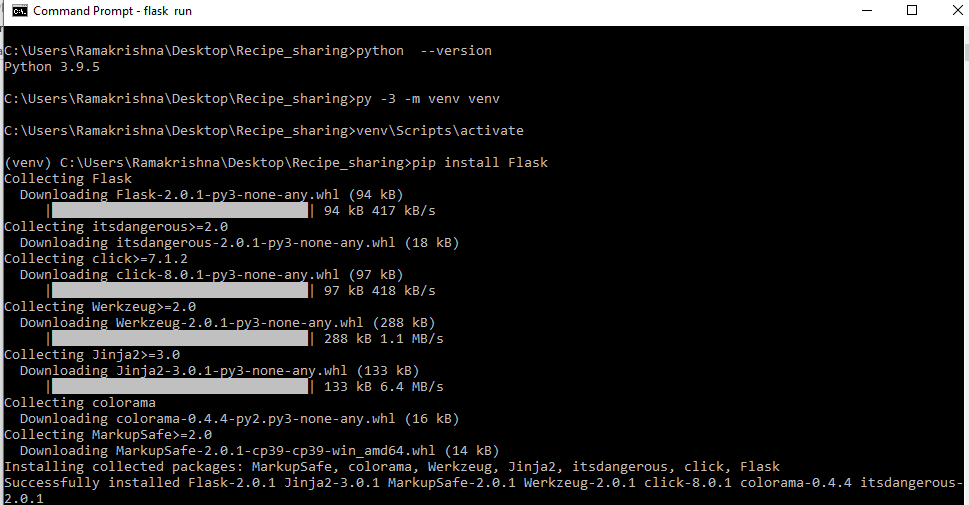 Command Prompt - flask run
C:\Users\Ramakrishna\Desktop\Recipe_sharing>python  --version
Python 3.9.5
C:\Users\Ramakrishna\Desktop\Recipe_sharing>py -3 -m venv venv
C:\Users\Ramakrishna\Desktop\Recipe_sharing>venv\Scripts\activate
(venv) C:\Users\Ramakrishna\Desktop\Recipe_sharing>pip install Flask
Collecting Flask
  Downloading Flask-2.0.1-py3-none-any.whl (94 kB)
     |████████████████████████████████| 94 kB 417 kB/s
Collecting itsdangerous>=2.0
  Downloading itsdangerous-2.0.1-py3-none-any.whl (18 kB)
Collecting click>=7.1.2
  Downloading click-8.0.1-py3-none-any.whl (97 kB)
     |████████████████████████████████| 97 kB 418 kB/s
Collecting Werkzeug>=2.0
  Downloading Werkzeug-2.0.1-py3-none-any.whl (288 kB)
     |████████████████████████████████| 288 kB 1.1 MB/s
Collecting Jinja2>=3.0
  Downloading Jinja2-3.0.1-py3-none-any.whl (133 kB)
     |████████████████████████████████| 133 kB 6.4 MB/s
Collecting colorama
  Downloading colorama-0.4.4-py2.py3-none-any.whl (16 kB)
Collecting MarkupSafe>=2.0
  Downloading MarkupSafe-2.0.1-cp39-cp39-win_amd64.whl (14 kB)
Installing collected packages: MarkupSafe, colorama, Werkzeug, Jinja2, itsdangerous, click, Flask
Successfully installed Flask-2.0.1 Jinja2-3.0.1 MarkupSafe-2.0.1 Werkzeug-2.0.1 click-8.0.1 colorama-0.4.4 itsdangerous-
2.0.1